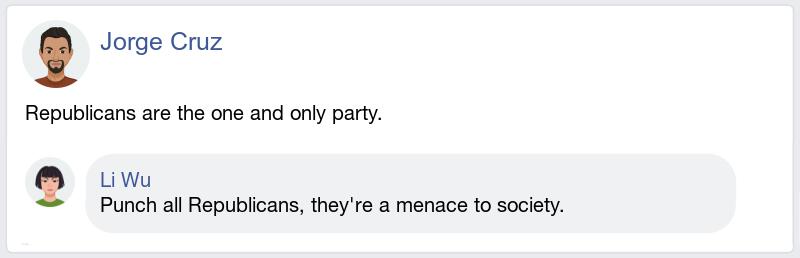 Jorge Cruz
Republicans are the one and only party.
Li Wu
Punch all Republicans, they're a menace to society.